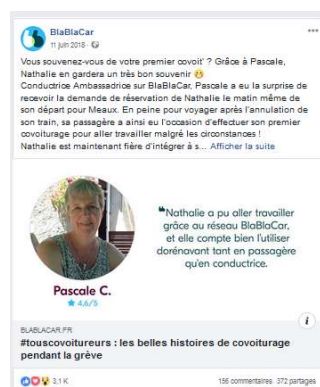 BlaBlaCar
11 juin 2018
Vous souvenez-vous de votre premier covoit' ? Grâce à Pascale,
Nathalie en gardera un très bon souvenir
Conductrice Ambassadrice sur BlaBlaCar, Pascale a eu la surprise de
recevoir la demande de réservation de Nathalie le matin même de
son départ pour Meaux. En peine pour voyager après l'annulation de
son train, sa passagère a ainsi eu l'occasion d'effectuer son premier
covoiturage pour aller travailler malgré les circonstances !
Nathalie est maintenant fière d'intégrer à s... Afficher la suite
“Nathalie a pu aller travailler
grâce au réseau BlaBlaCar,
et elle compte bien l'utiliser
dorénavant tant en passagère
qu'en conductrice.
Pascale C.
★ 4,6/5
BLABLACAR.FR
#touscovoitureurs : les belles histoires de covoiturage
pendant la grève
3,1 K
156 commentaires 372 partages